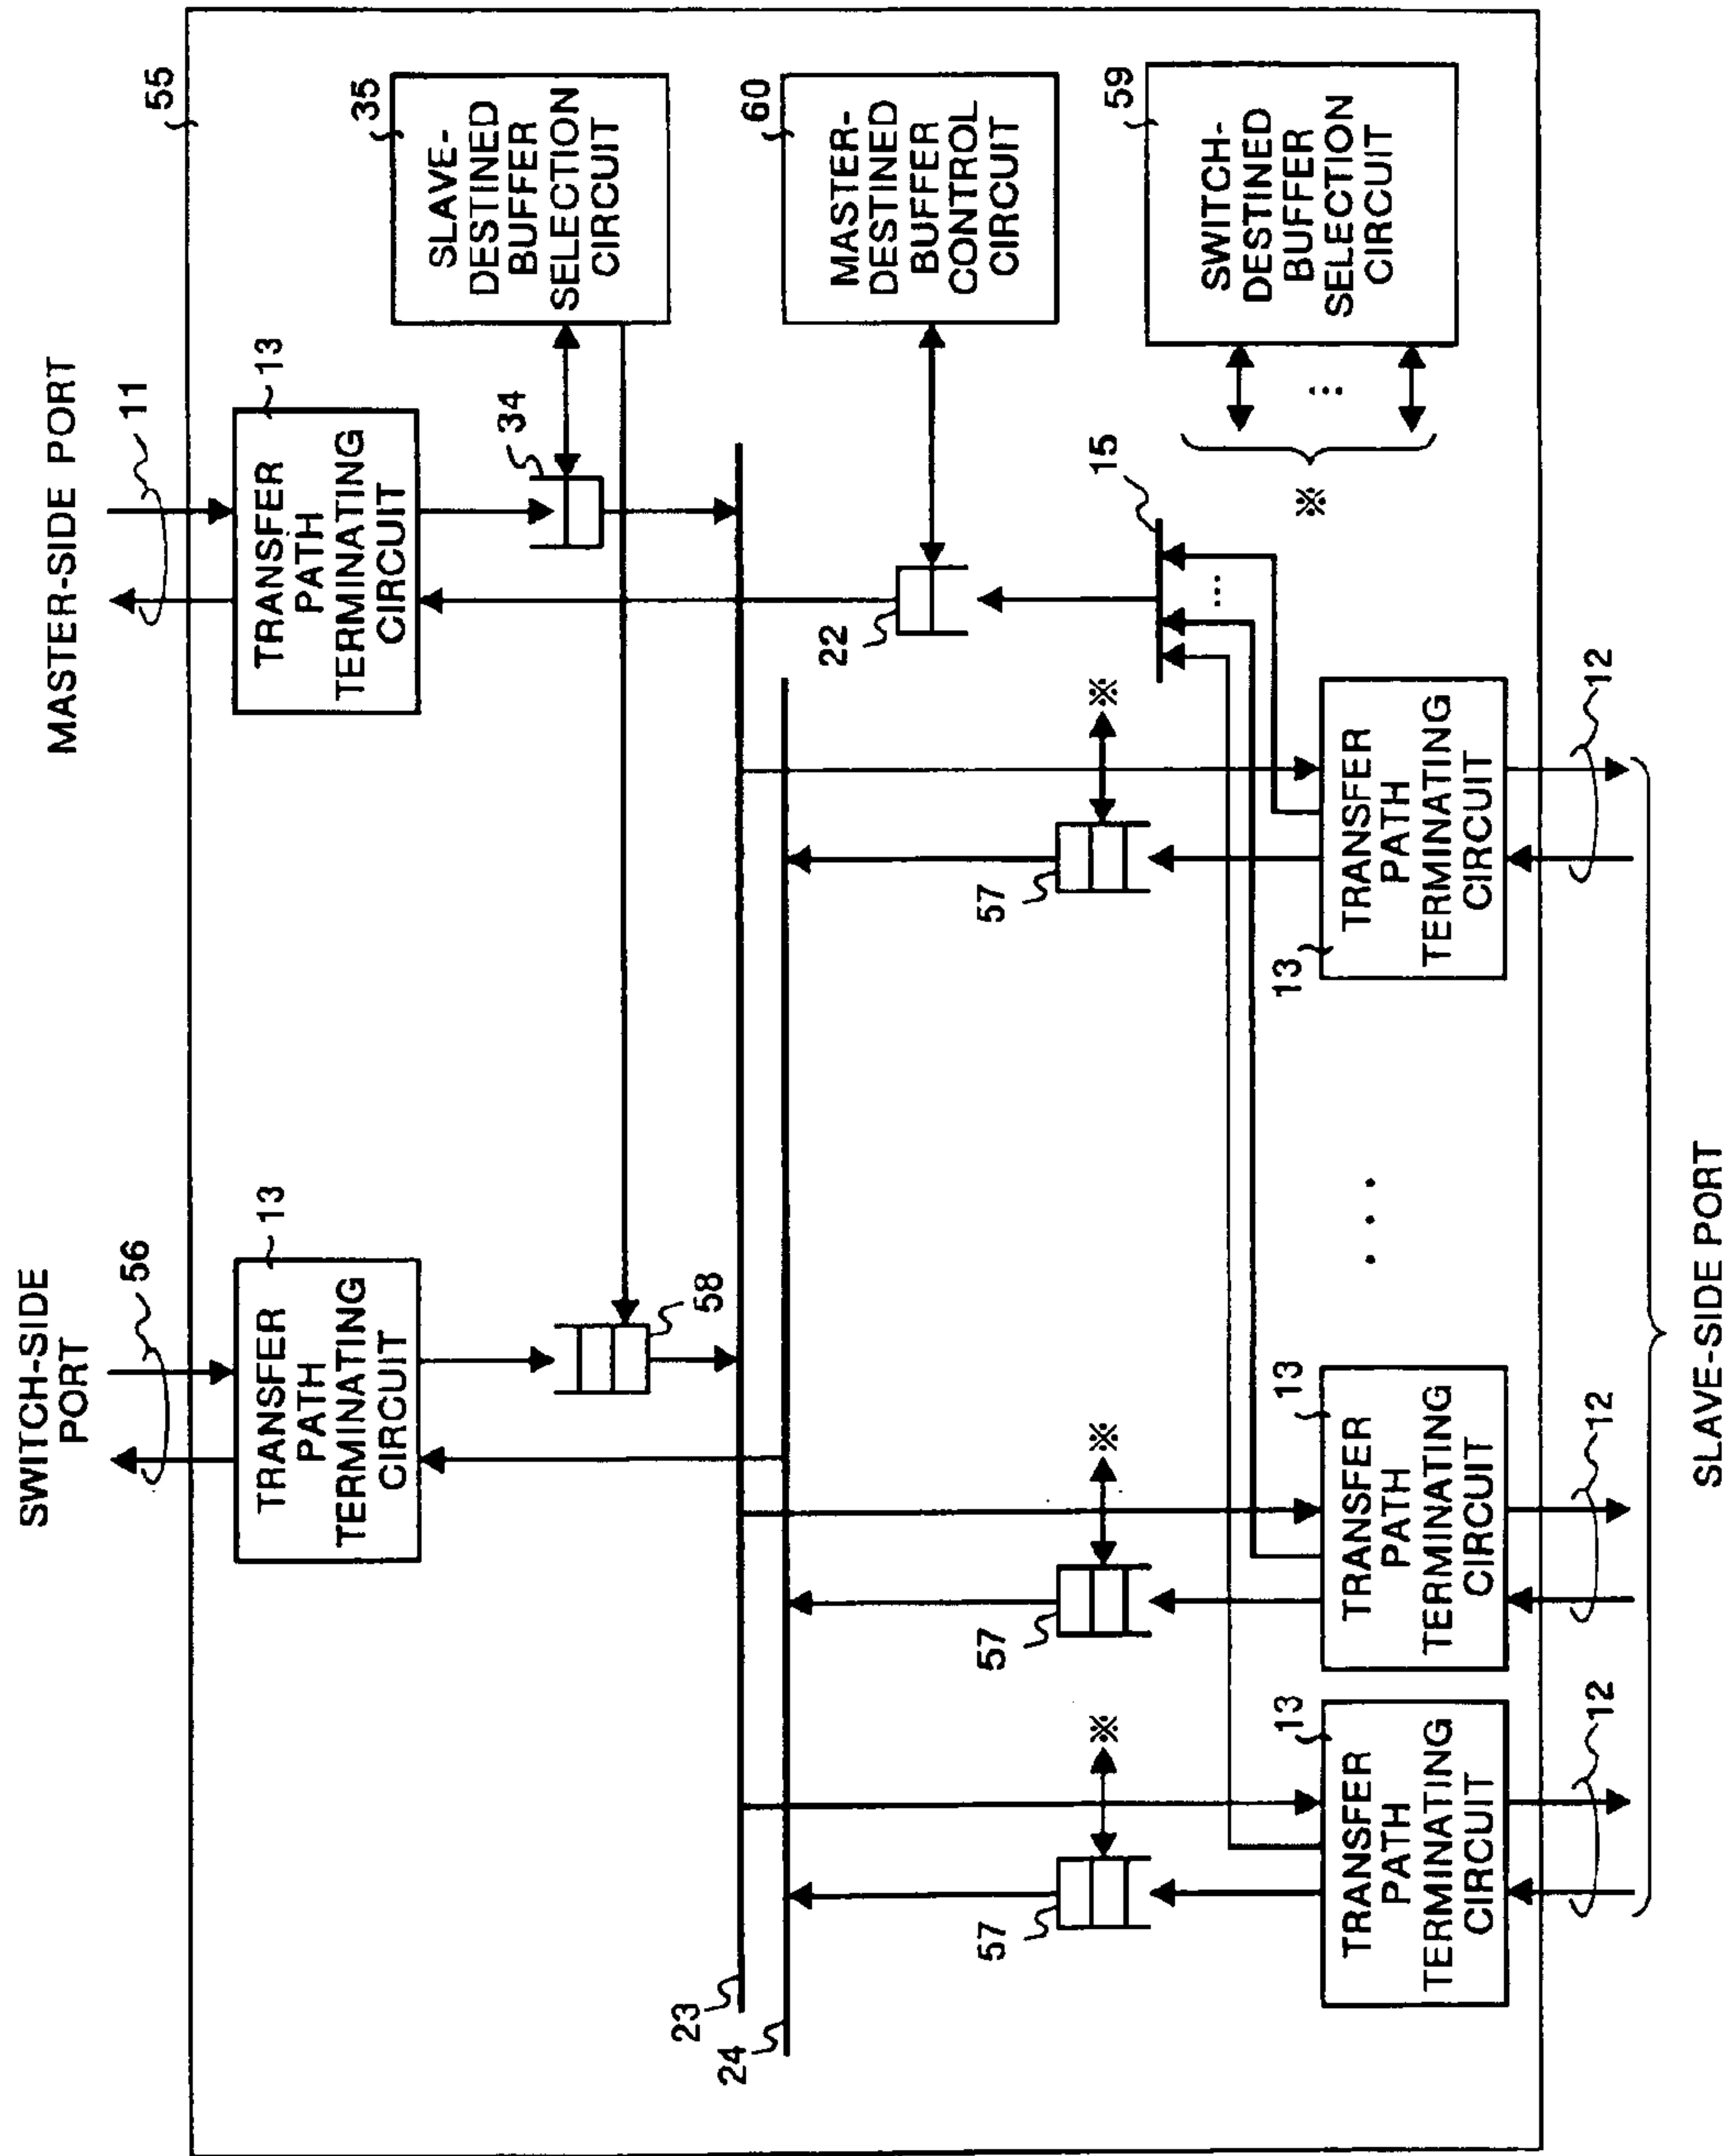 SWITCH-SIDE
PORT
MASTER-SIDE PORT
56
11
55
TRANSFER
PATH
TERMINATING
CIRCUIT
13
TRANSFER
PATH
TERMINATING
CIRCUIT
13
SLAVE-
DESTINED
BUFFER
SELECTION
CIRCUIT
35
58
34
23
24
22
MASTER-
DESTINED
BUFFER
CONTROL
CIRCUIT
60
57
※
57
※
57
※
15
...
※
...
SWITCH-
DESTINED
BUFFER
SELECTION
CIRCUIT
59
TRANSFER
PATH
TERMINATING
CIRCUIT
13
TRANSFER
PATH
TERMINATING
CIRCUIT
13
...
TRANSFER
PATH
TERMINATING
CIRCUIT
13
12
12
12
SLAVE-SIDE PORT